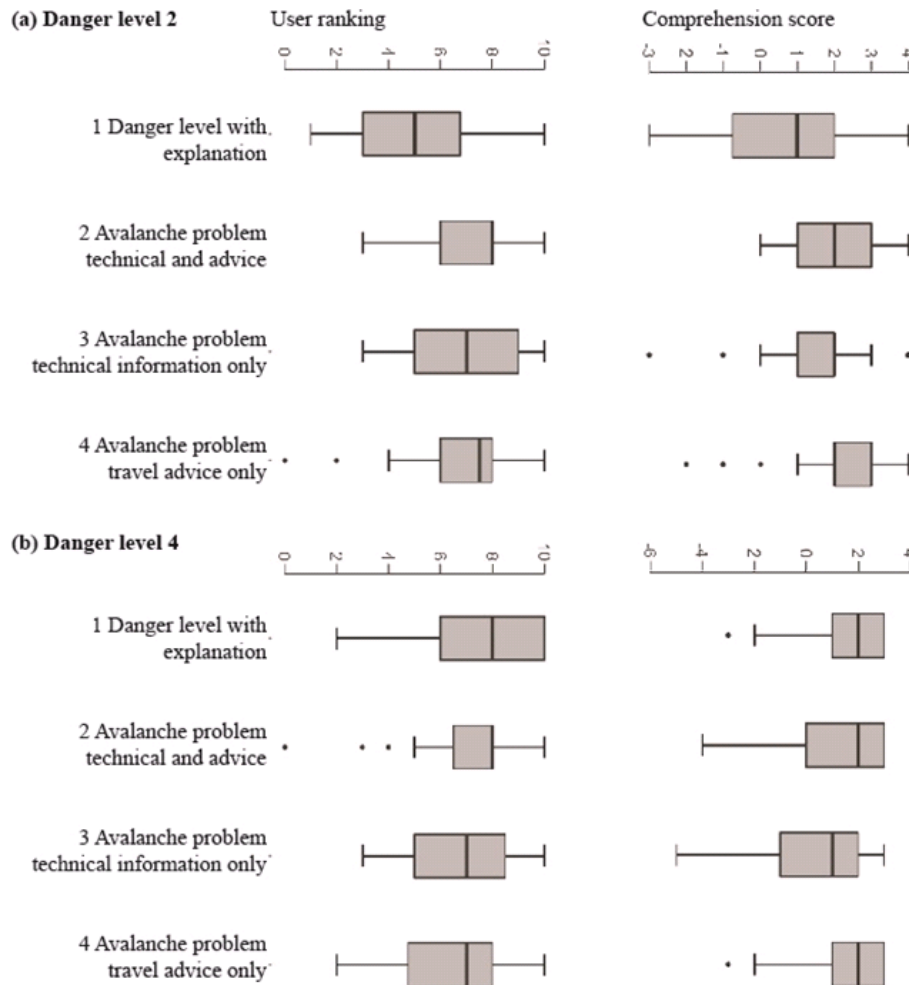 (a) Danger level 2
User ranking
Comprehension score
0 2 4 6 8 10
-3 2 1 0 1 2 3 4
1 Danger level with
explanation
2 Avalanche problem
technical and advice
3 Avalanche problem
technical information only
4 Avalanche problem
travel advice only
(b) Danger level 4
0 2 4 6 8 10
-6 -4 2 0 2 4
1 Danger level with
explanation
2 Avalanche problem
technical and advice
3 Avalanche problem
technical information only
4 Avalanche problem
travel advice only